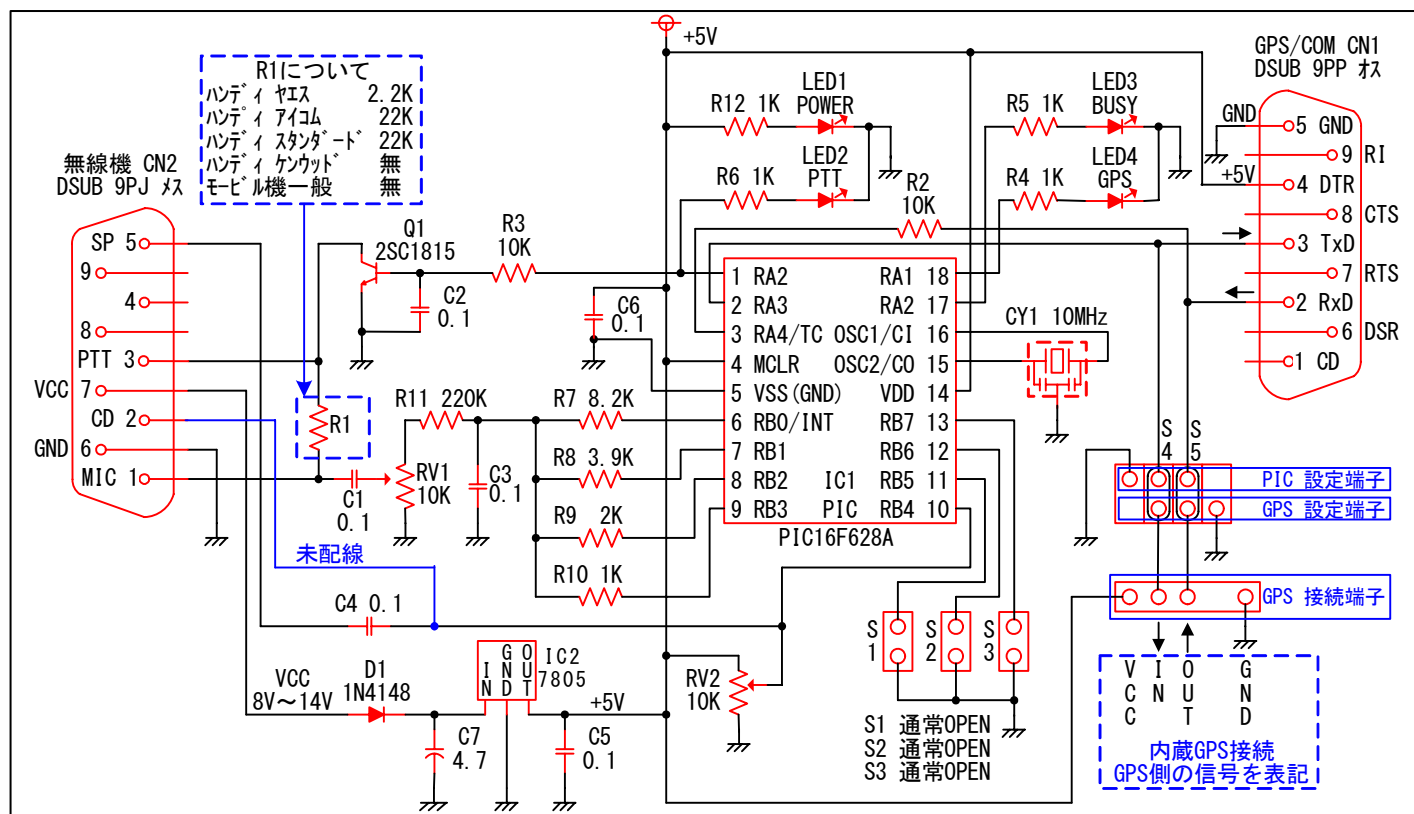 R1について
ハンディ ヤエス 2.2K
ハンディ アイコム 22K
ハンディ スタンダード 22K
ハンディ ケンウッド 無
モービル機一般 無
無線機 CN2
DSUB 9PJ メス
SP 5
9
4
8
PTT 3
VCC 7
CD 2
GND 6
MIC 1
Q1
2SC1815
R3
10K
C2
0.1
R1
R11 220K
C1
0.1
RV1
10K
C3
0.1
未配線
C4 0.1
VCC
8V～14V
D1
1N4148
C7
4.7
IN
GND
OUT
IC2
7805
+5V
C5
0.1
+5V
R12 1K
LED1
POWER
R6 1K
LED2
PTT
R5 1K
LED3
BUSY
R4 1K
LED4
GPS
R2
10K
C6
0.1
R7 8.2K
R8 3.9K
R9 2K
R10 1K
1 RA2 RA1 18
2 RA3 RA2 17
3 RA4/TC OSC1/CI 16
4 MCLR OSC2/CO 15
5 VSS(GND) VDD 14
6 RB0/INT RB7 13
7 RB1 RB6 12
8 RB2 IC1 RB5 11
9 RB3 PIC RB4 10
PIC16F628A
CY1 10MHz
RV2
10K
S1
S2
S3
S1 通常OPEN
S2 通常OPEN
S3 通常OPEN
GPS/COM CN1
DSUB 9PP オス
GND
5 GND
9 RI
+5V
4 DTR
8 CTS
3 TxD
7 RTS
2 RxD
6 DSR
1 CD
S4
S5
PIC 設定端子
GPS 設定端子
GPS 接続端子
VCC
IN
OUT
GND
内蔵GPS接続
GPS側の信号を表記